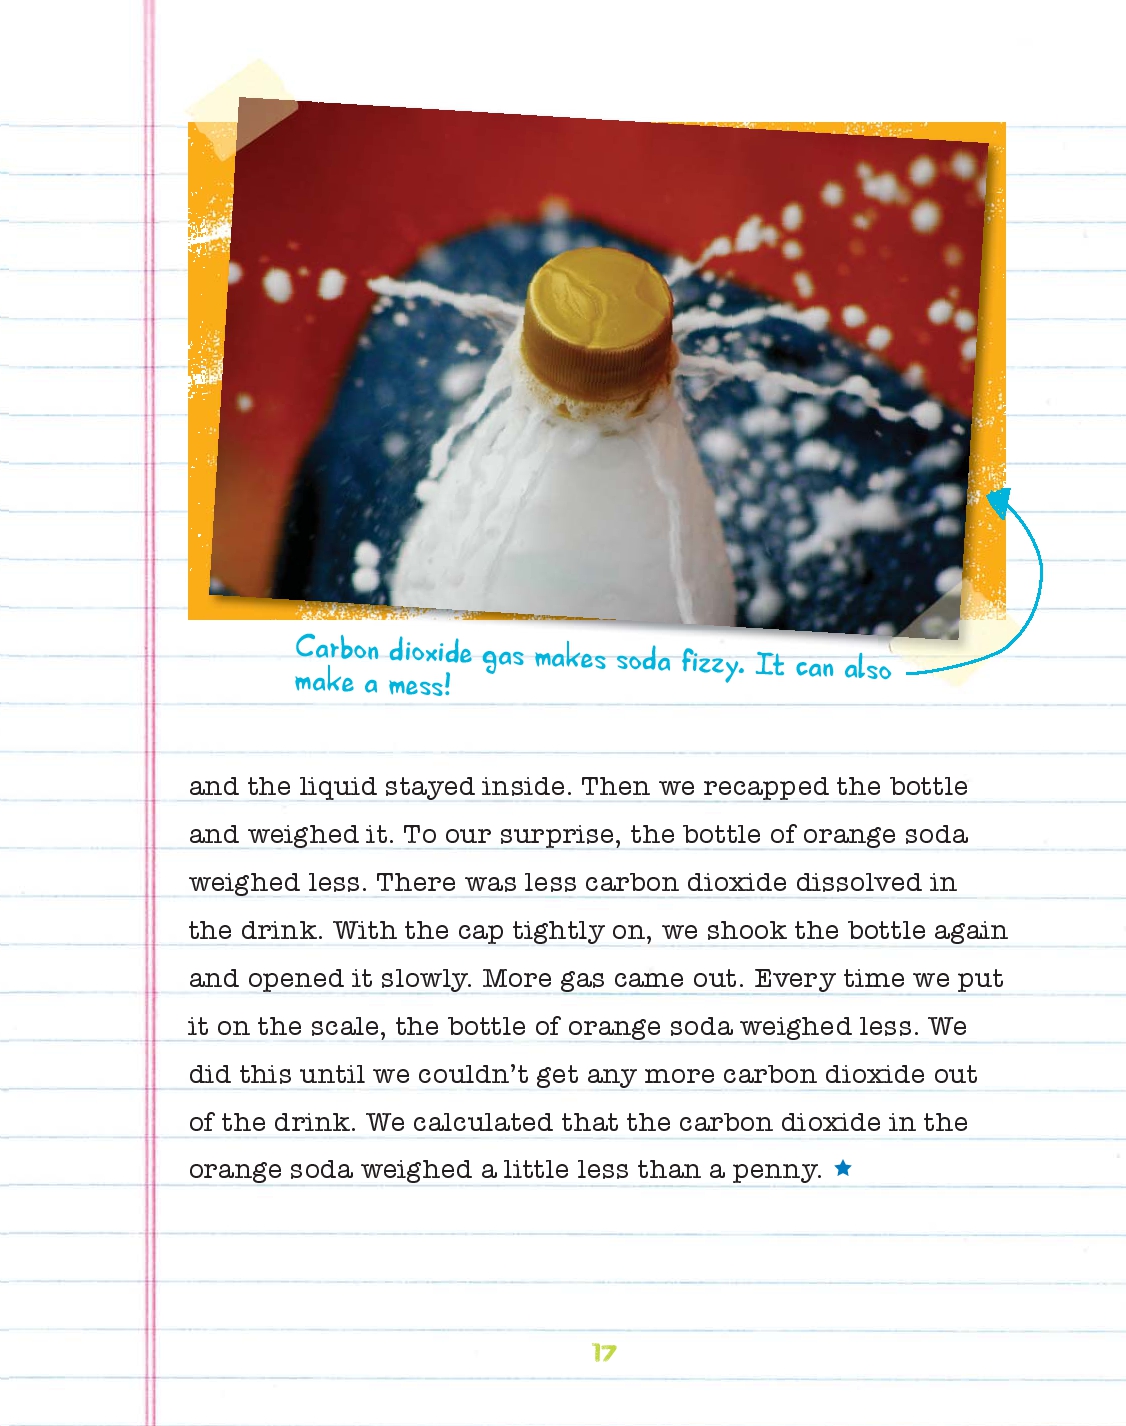 Carbon dioxide gas makes soda fizzy. It can also
make a mess!
and the liquid stayed inside. Then we recapped the bottle
and weighed it. To our surprise, the bottle of orange soda
weighed less. There was less carbon dioxide dissolved in
the drink. With the cap tightly on, we shook the bottle again
and opened it slowly. More gas came out. Every time we put
it on the scale, the bottle of orange soda weighed less. We
did this until we couldn't get any more carbon dioxide out
of the drink. We calculated that the carbon dioxide in the
orange soda weighed a little less than a penny. ★
17